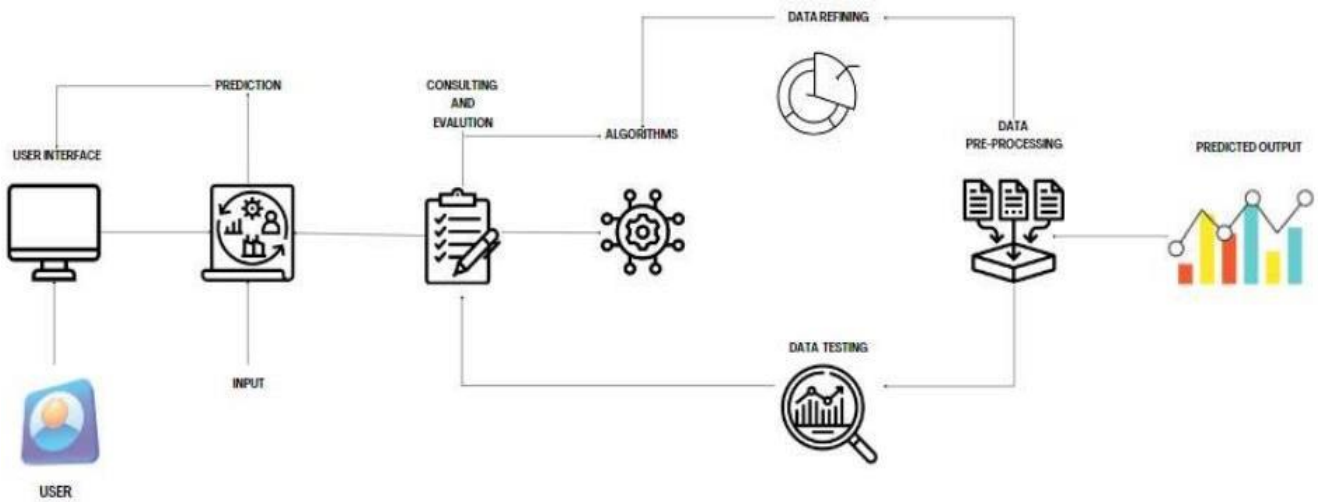 DATA REFINING
PREDICTION
CONSULTING
AND
EVALUTION
ALGORITHMS
DATA
PRE-PROCESSING
PREDICTED OUTPUT
USER INTERFACE
DATA TESTING
INPUT
USER